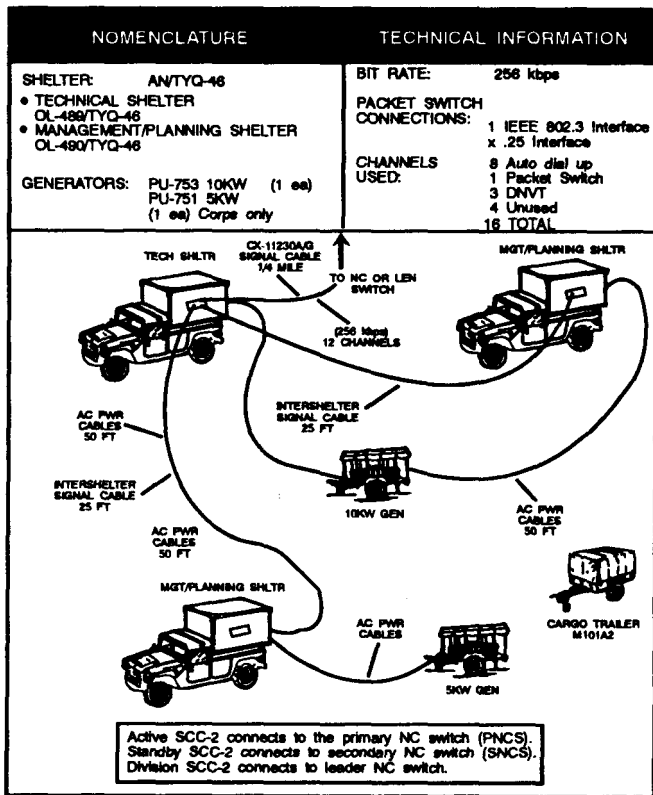 NOMENCLATURE
TECHNICAL INFORMATION
SHELTER: AN/TYQ-46
• TECHNICAL SHELTER
OL-489/TYQ-46
• MANAGEMENT/PLANNING SHELTER
OL-490/TYQ-46
GENERATORS: PU-753 10KW (1 ea)
PU-751 5KW
(1 ea) Corps only
BIT RATE: 256 kbps
PACKET SWITCH
CONNECTIONS:
1 IEEE 802.3 Interface
x .25 Interface
CHANNELS 8 Auto dial up
USED: 1 Packet Switch
3 DNVT
4 Unused
16 TOTAL
TECH SHLTR
CX-11230A/G
SIGNAL CABLE
1/4 MILE
TO NC OR LEN
SWITCH
MGT/PLANNING SHLTR
(256 kbps)
12 CHANNELS
INTERSHELTER
SIGNAL CABLE
25 FT
AC PWR
CABLES
50 FT
INTERSHELTER
SIGNAL CABLE
25 FT
AC PWR
CABLES
50 FT
10KW GEN
AC PWR
CABLES
50 FT
MGT/PLANNING SHLTR
AC PWR
CABLES
5KW GEN
CARGO TRAILER
M101A2
Active SCC-2 connects to the primary NC switch (PNCS).
Standby SCC-2 connects to secondary NC switch (SNCS).
Division SCC-2 connects to leader NC switch.